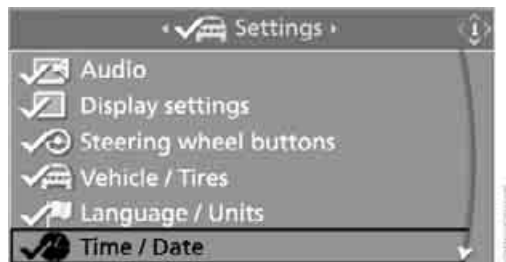 Settings
Audio
Display settings
Steering wheel buttons
Vehicle / Tires
Language / Units
Time / Date